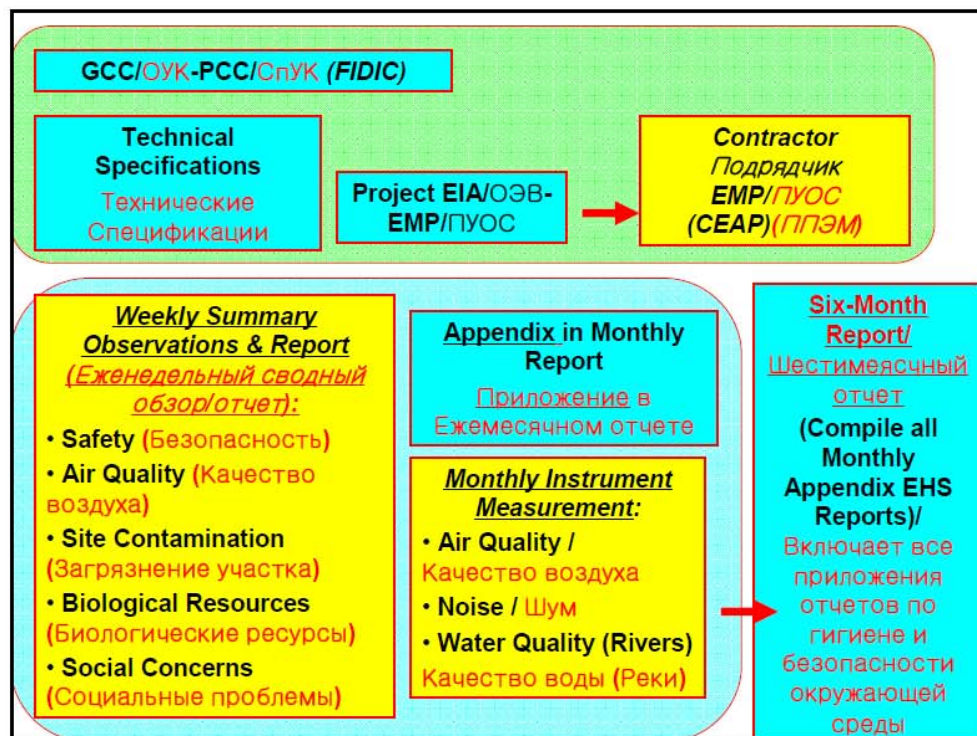 GCC/ОУК-PCC/СпУК (FIDIC)
Technical
Specifications
Технические
Спецификации
Project EIA/ОЭВ-
EMP/ПУОС
Contractor
Подрядчик
EMP/ПУОС
(CEAP)(ППЭМ)
Weekly Summary
Observations & Report
(Еженедельный сводный
обзор/отчет):
• Safety (Безопасность)
• Air Quality (Качество
воздуха)
• Site Contamination
(Загрязнение участка)
• Biological Resources
(Биологические ресурсы)
• Social Concerns
(Социальные проблемы)
Appendix in Monthly
Report
Приложение в
Ежемесячном отчете
Monthly Instrument
Measurement:
• Air Quality /
Качество воздуха
• Noise / Шум
• Water Quality (Rivers)
Качество воды (Реки)
Six-Month
Report/
Шестимеясчный
отчет
(Compile all
Monthly
Appendix EHS
Reports)/
Включает все
приложения
отчетов по
гигиене и
безопасности
окружающей
среды